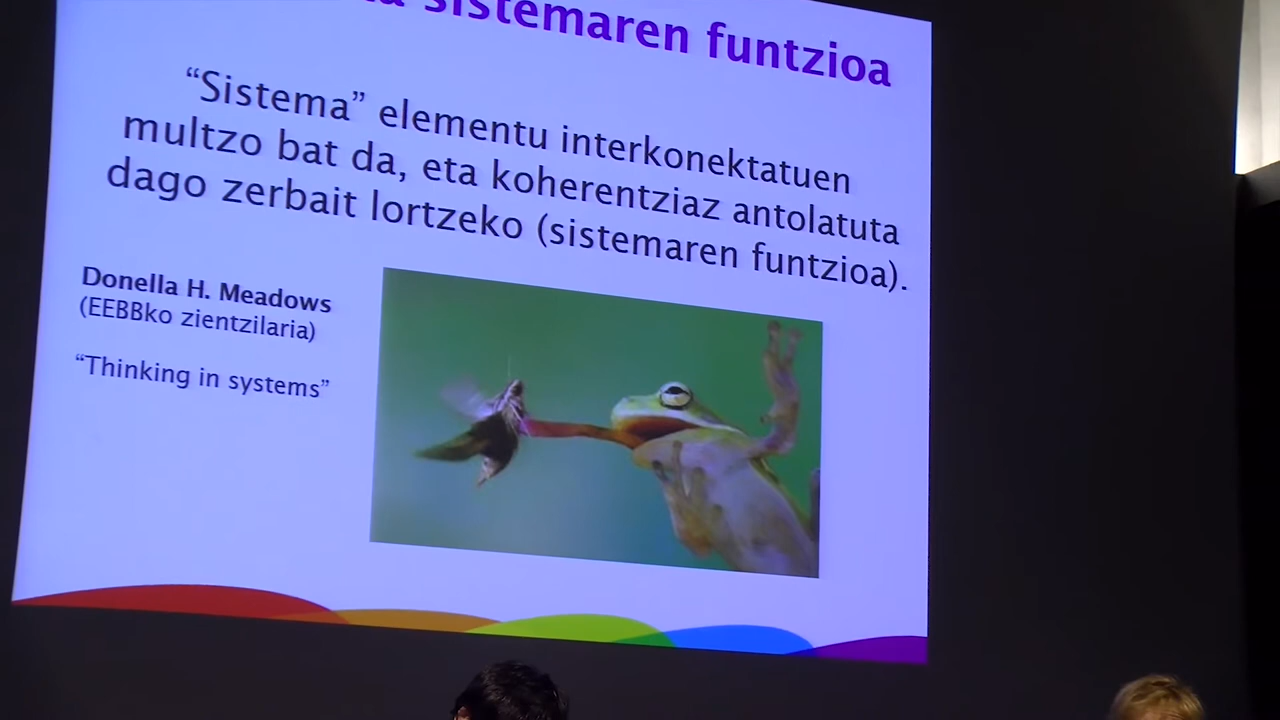 sistemaren funtzioa
“Sistema” elementu interkonektatuen
multzo bat da, eta koherentziaz antolatuta
dago zerbait lortzeko (sistemaren funtzioa).
Donella H. Meadows
(EEBBko zientzilaria)
“Thinking in systems”